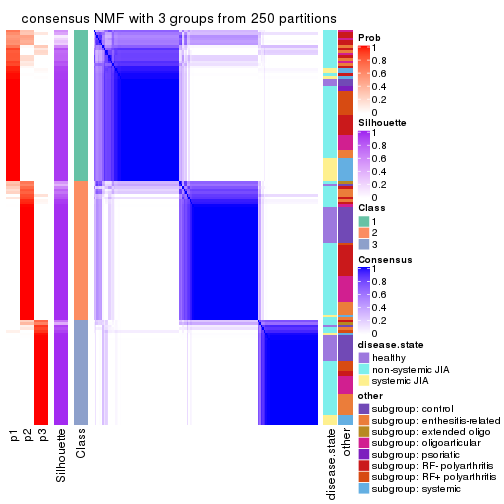 consensus NMF with 3 groups from 250 partitions
Prob
1
0.8
0.6
0.4
0.2
0
Silhouette
1
0.8
0.6
0.4
0.2
0
Class
1
2
3
Consensus
1
0.8
0.6
0.4
0.2
0
disease.state
healthy
non-systemic JIA
systemic JIA
other
subgroup: control
subgroup: enthesitis-related
subgroup: extended oligo
subgroup: oligoarticular
subgroup: psoriatic
subgroup: RF- polyarthritis
subgroup: RF+ polyarthritis
subgroup: systemic
p1
p2
p3
Silhouette
Class
disease.state
other